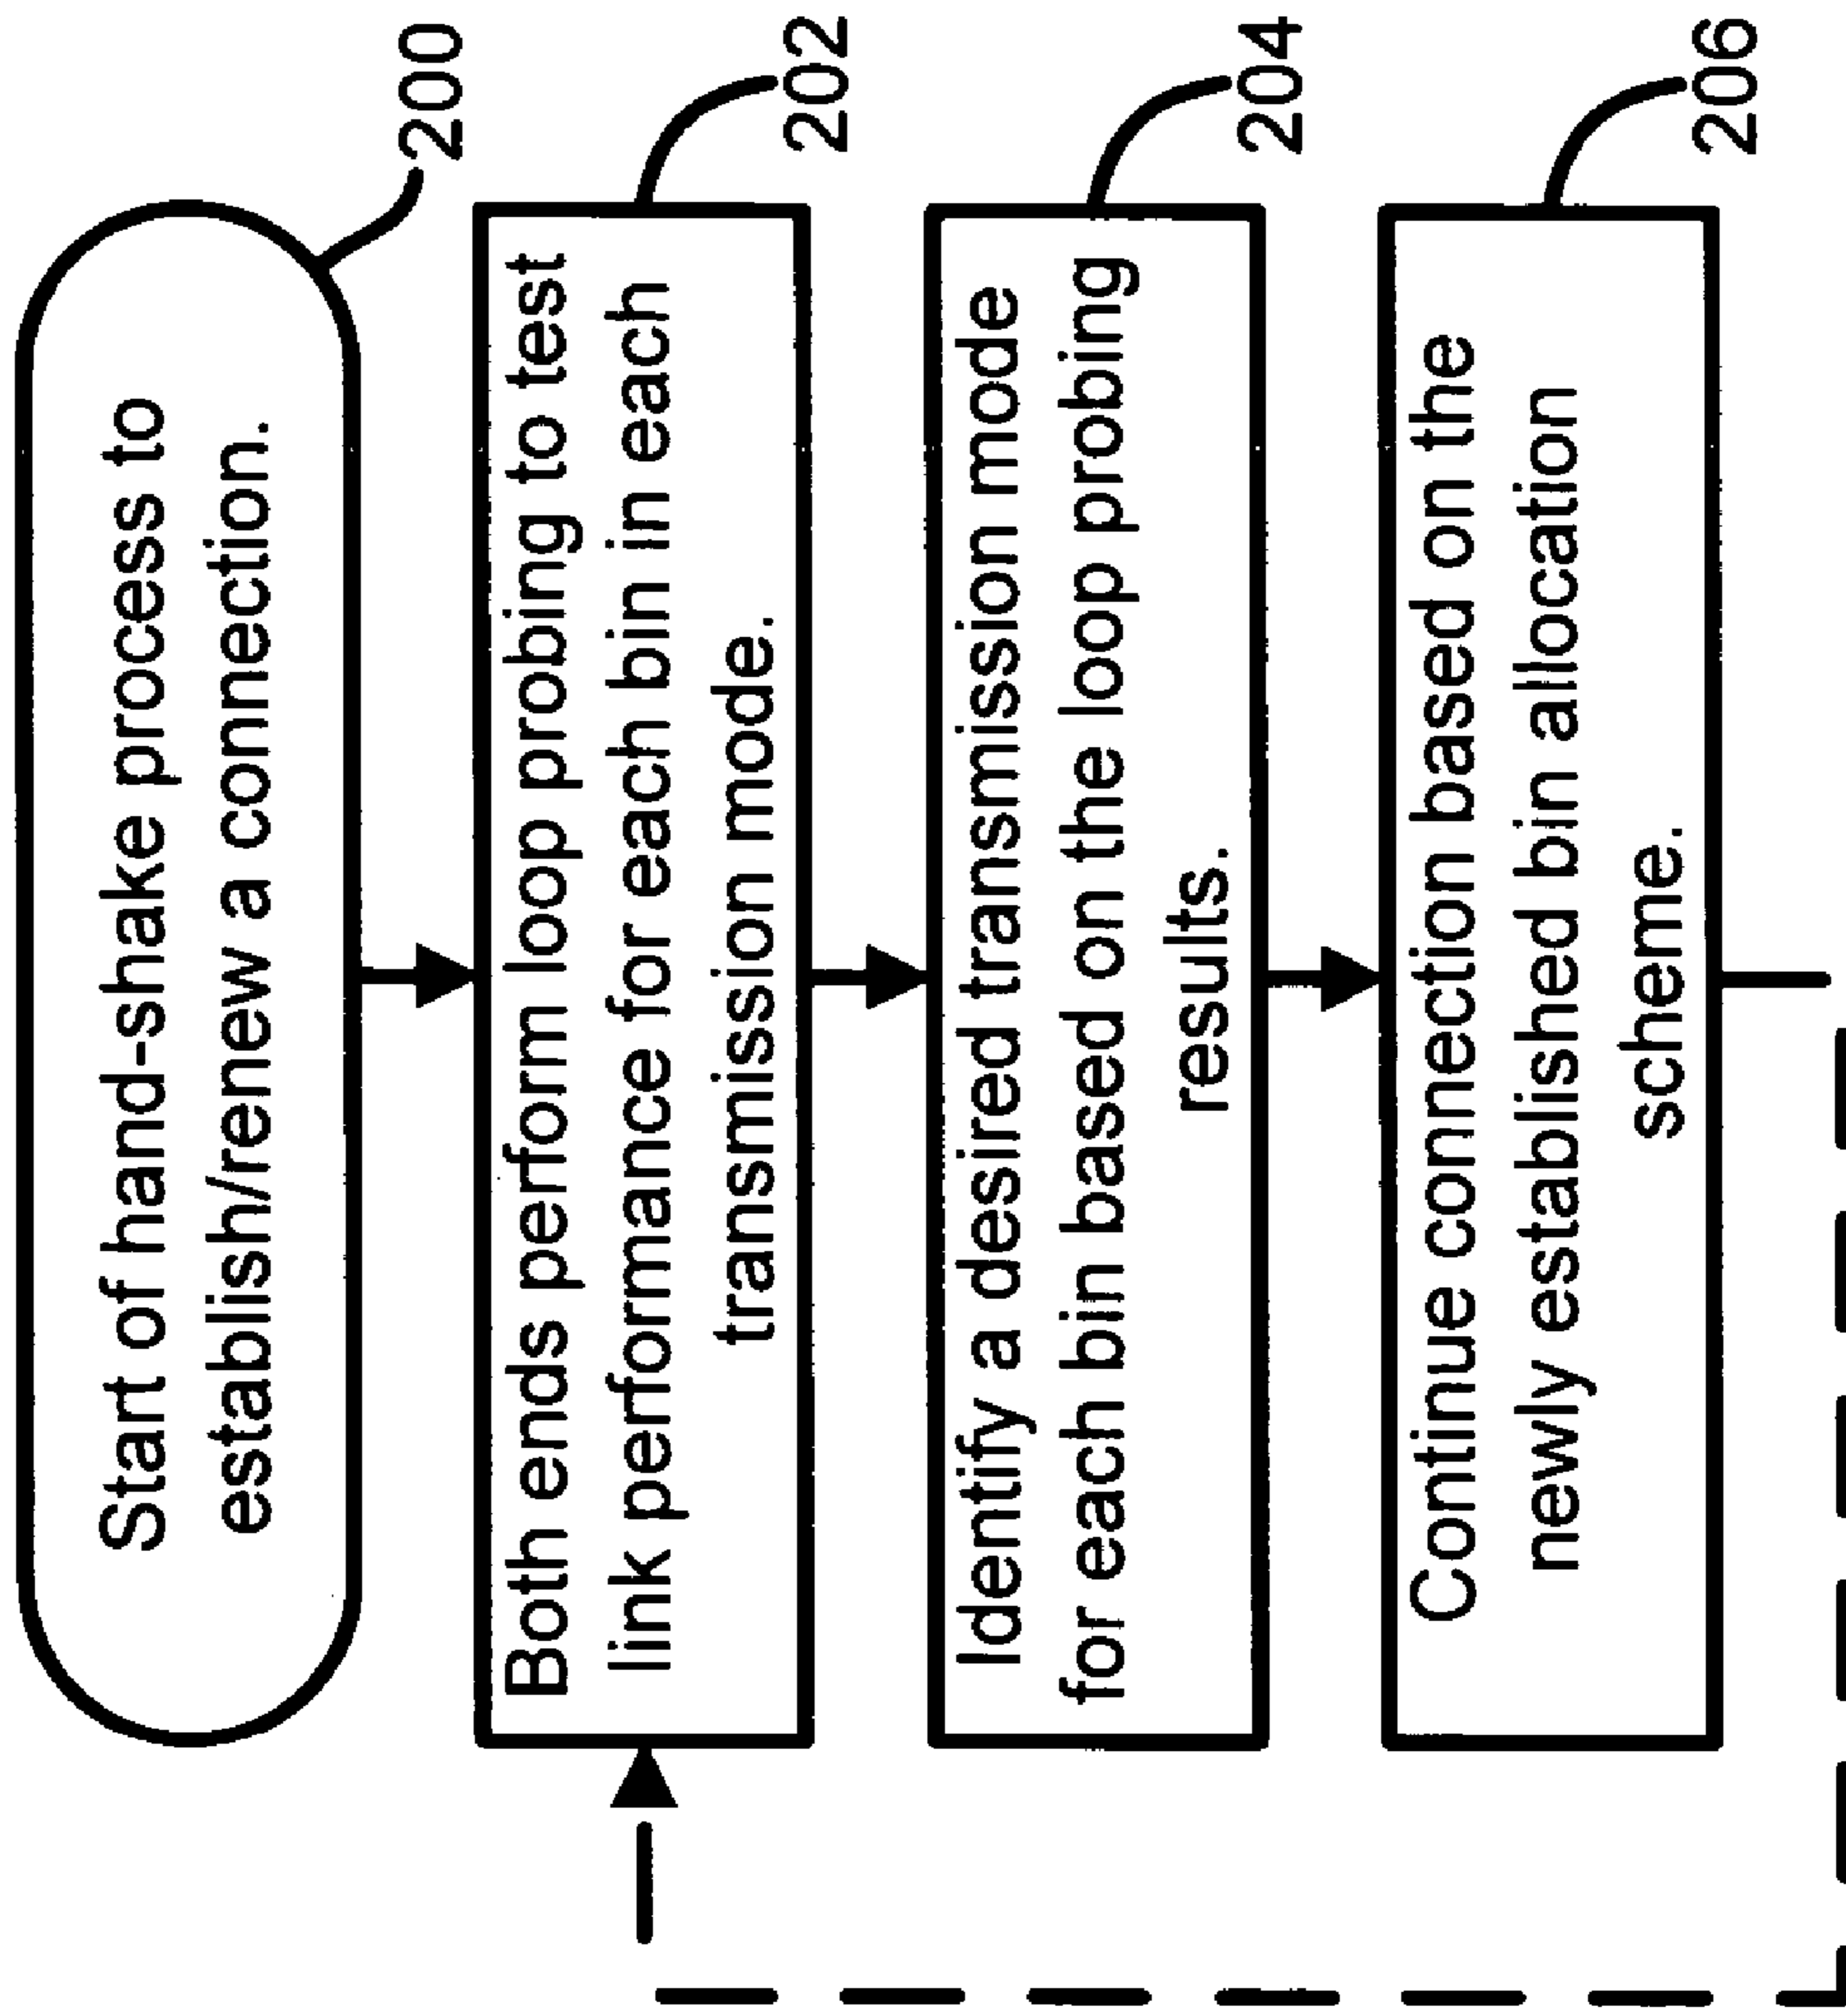 Start of hand-shake process to
establish/renew a connection.
200
Both ends perform loop probing to test
link performance for each bin in each
transmission mode.
202
Identify a desired transmission mode
for each bin based on the loop probing
results.
204
Continue connection based on the
newly established bin allocation
scheme.
206